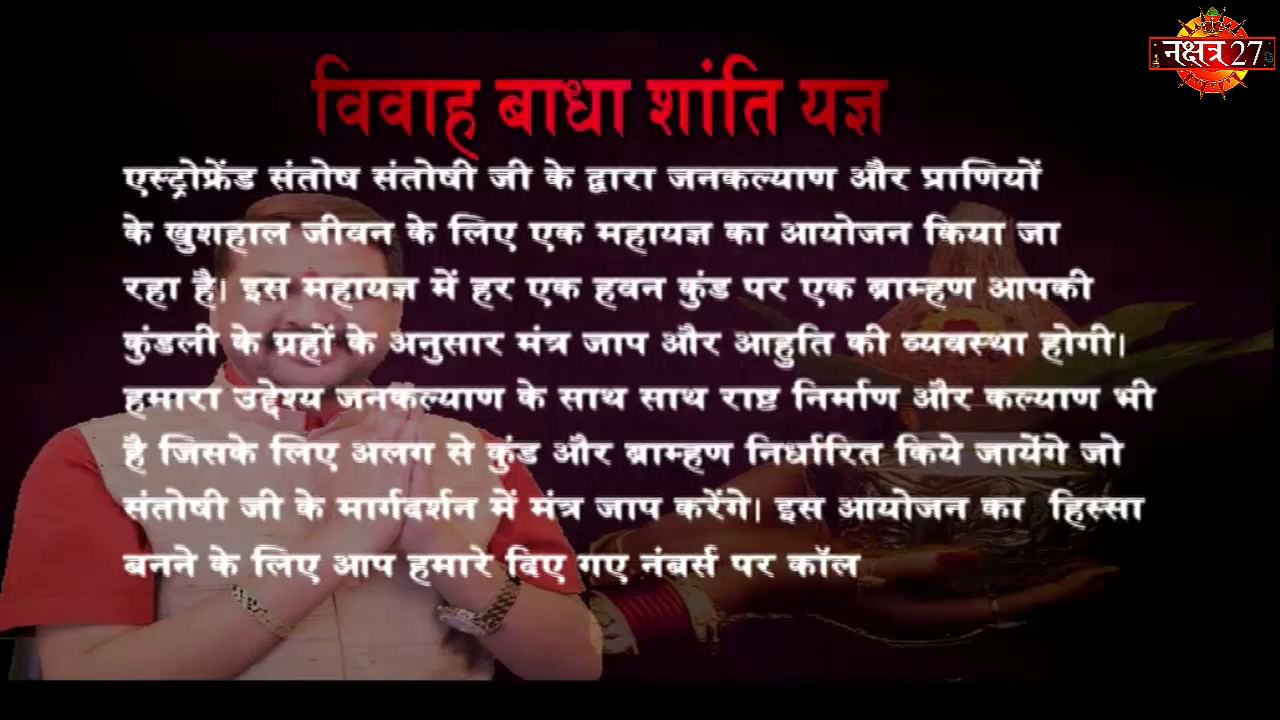 नक्षत्र 27
विवाह बाधा शांति यज्ञ
एस्ट्रोफ्रेंड संतोष संतोषी जी के द्वारा जनकल्याण और प्राणियों
के खुशहाल जीवन के लिए एक महायज्ञ का आयोजन किया जा
रहा है। इस महायज्ञ में हर एक हवन कुंड पर एक ब्राम्हण आपकी
कुंडली के ग्रहों के अनुसार मंत्र जाप और आहुति की व्यवस्था होगी।
हमारा उद्देश्य जनकल्याण के साथ साथ राष्ट निर्माण और कल्याण भी
है जिसके लिए अलग से कुंड और ब्राम्हण निर्धारित किये जायेंगे जो
संतोषी जी के मार्गदर्शन में मंत्र जाप करेंगे। इस आयोजन का हिस्सा
बनने के लिए आप हमारे दिए गए नंबर्स पर कॉल